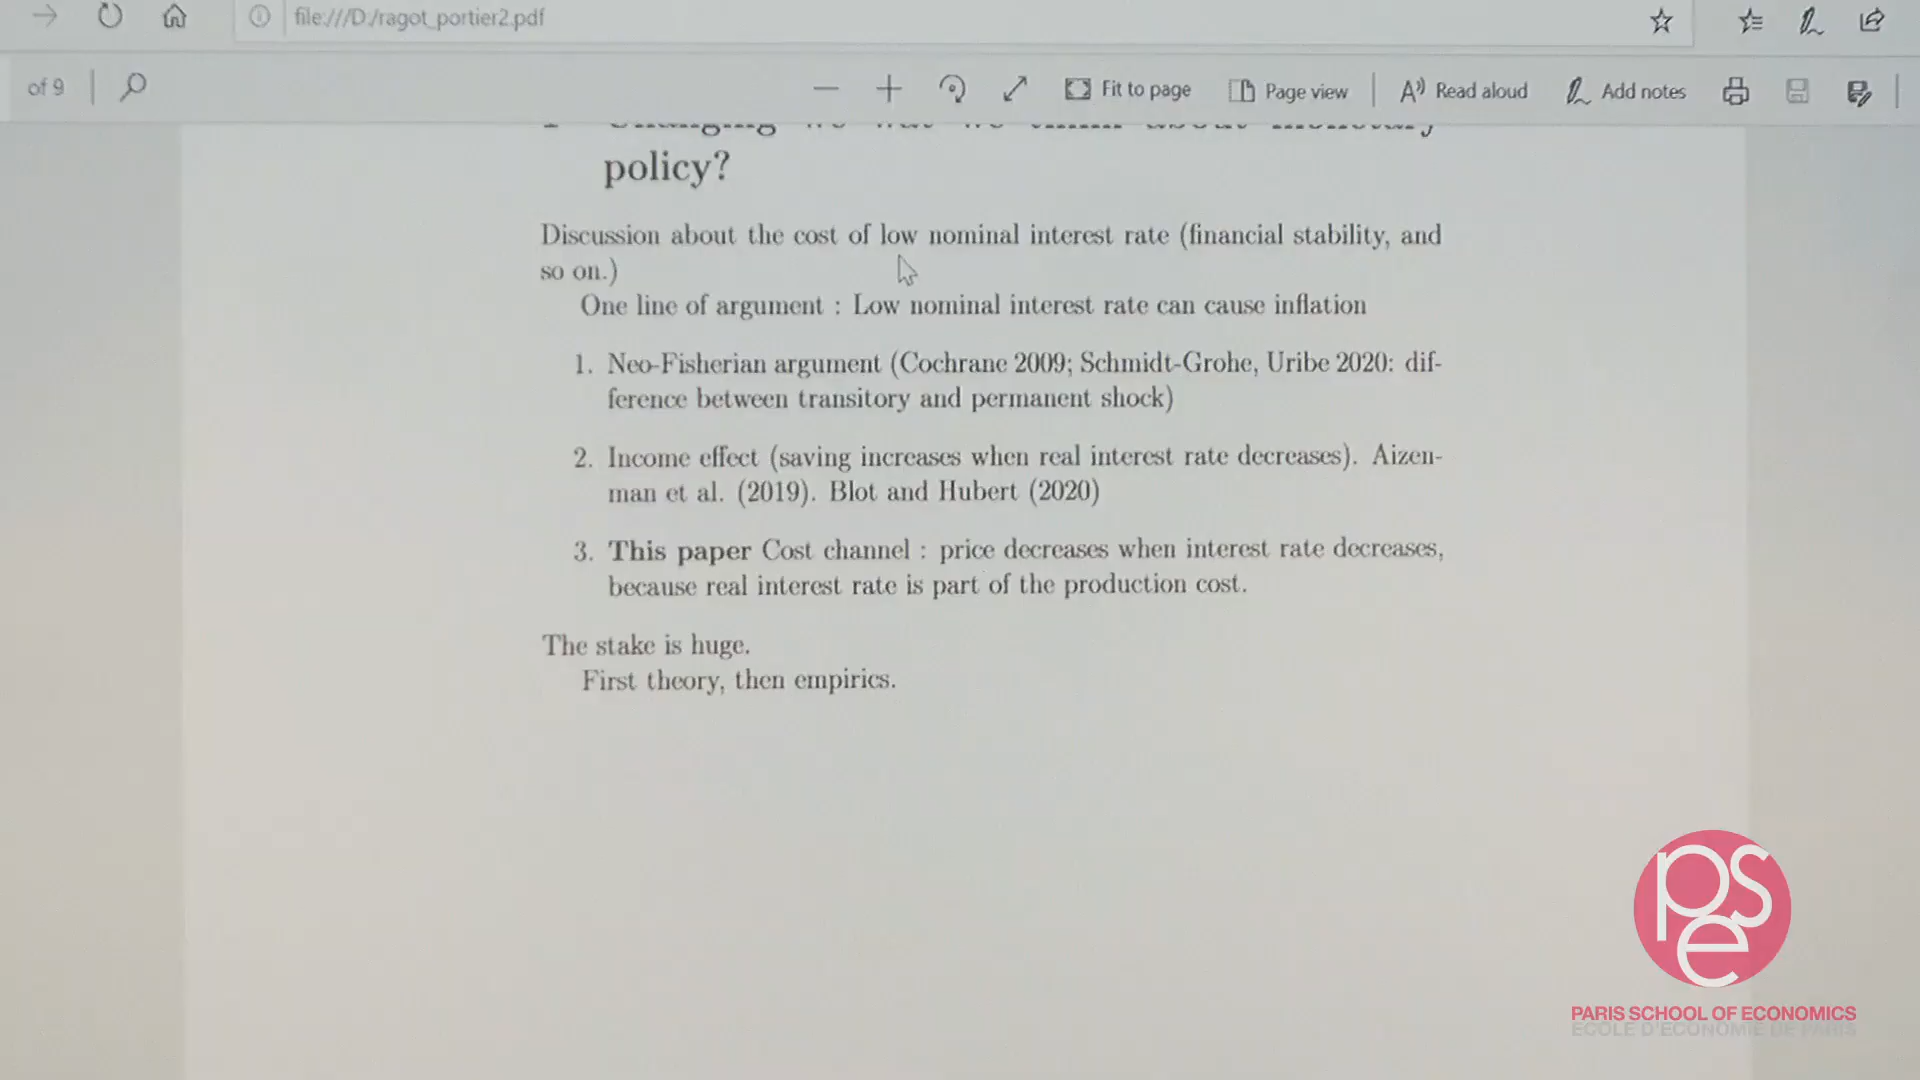 file:///D:/ragot_portier2.pdf
of 9
Fit to page
Page view
Read aloud
Add notes
policy?
Discussion about the cost of low nominal interest rate (financial stability, and
so on.)
One line of argument : Low nominal interest rate can cause inflation
1. Neo-Fisherian argument (Cochrane 2009; Schmidt-Grohe, Uribe 2020: dif-
ference between transitory and permanent shock)
2. Income effect (saving increases when real interest rate decreases). Aizen-
man et al. (2019). Blot and Hubert (2020)
3. This paper Cost channel : price decreases when interest rate decreases,
because real interest rate is part of the production cost.
The stake is huge.
First theory, then empirics.
pse
PARIS SCHOOL OF ECONOMICS
ECOLE D'ECONOMIE DE PARIS